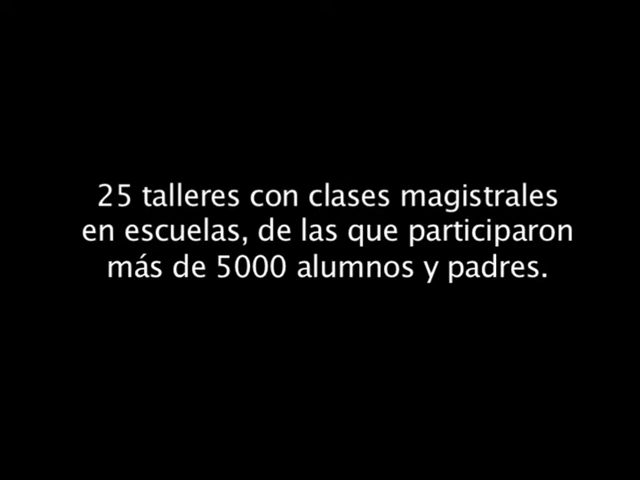 25 talleres con clases magistrales
en escuelas, de las que participaron
más de 5000 alumnos y padres.